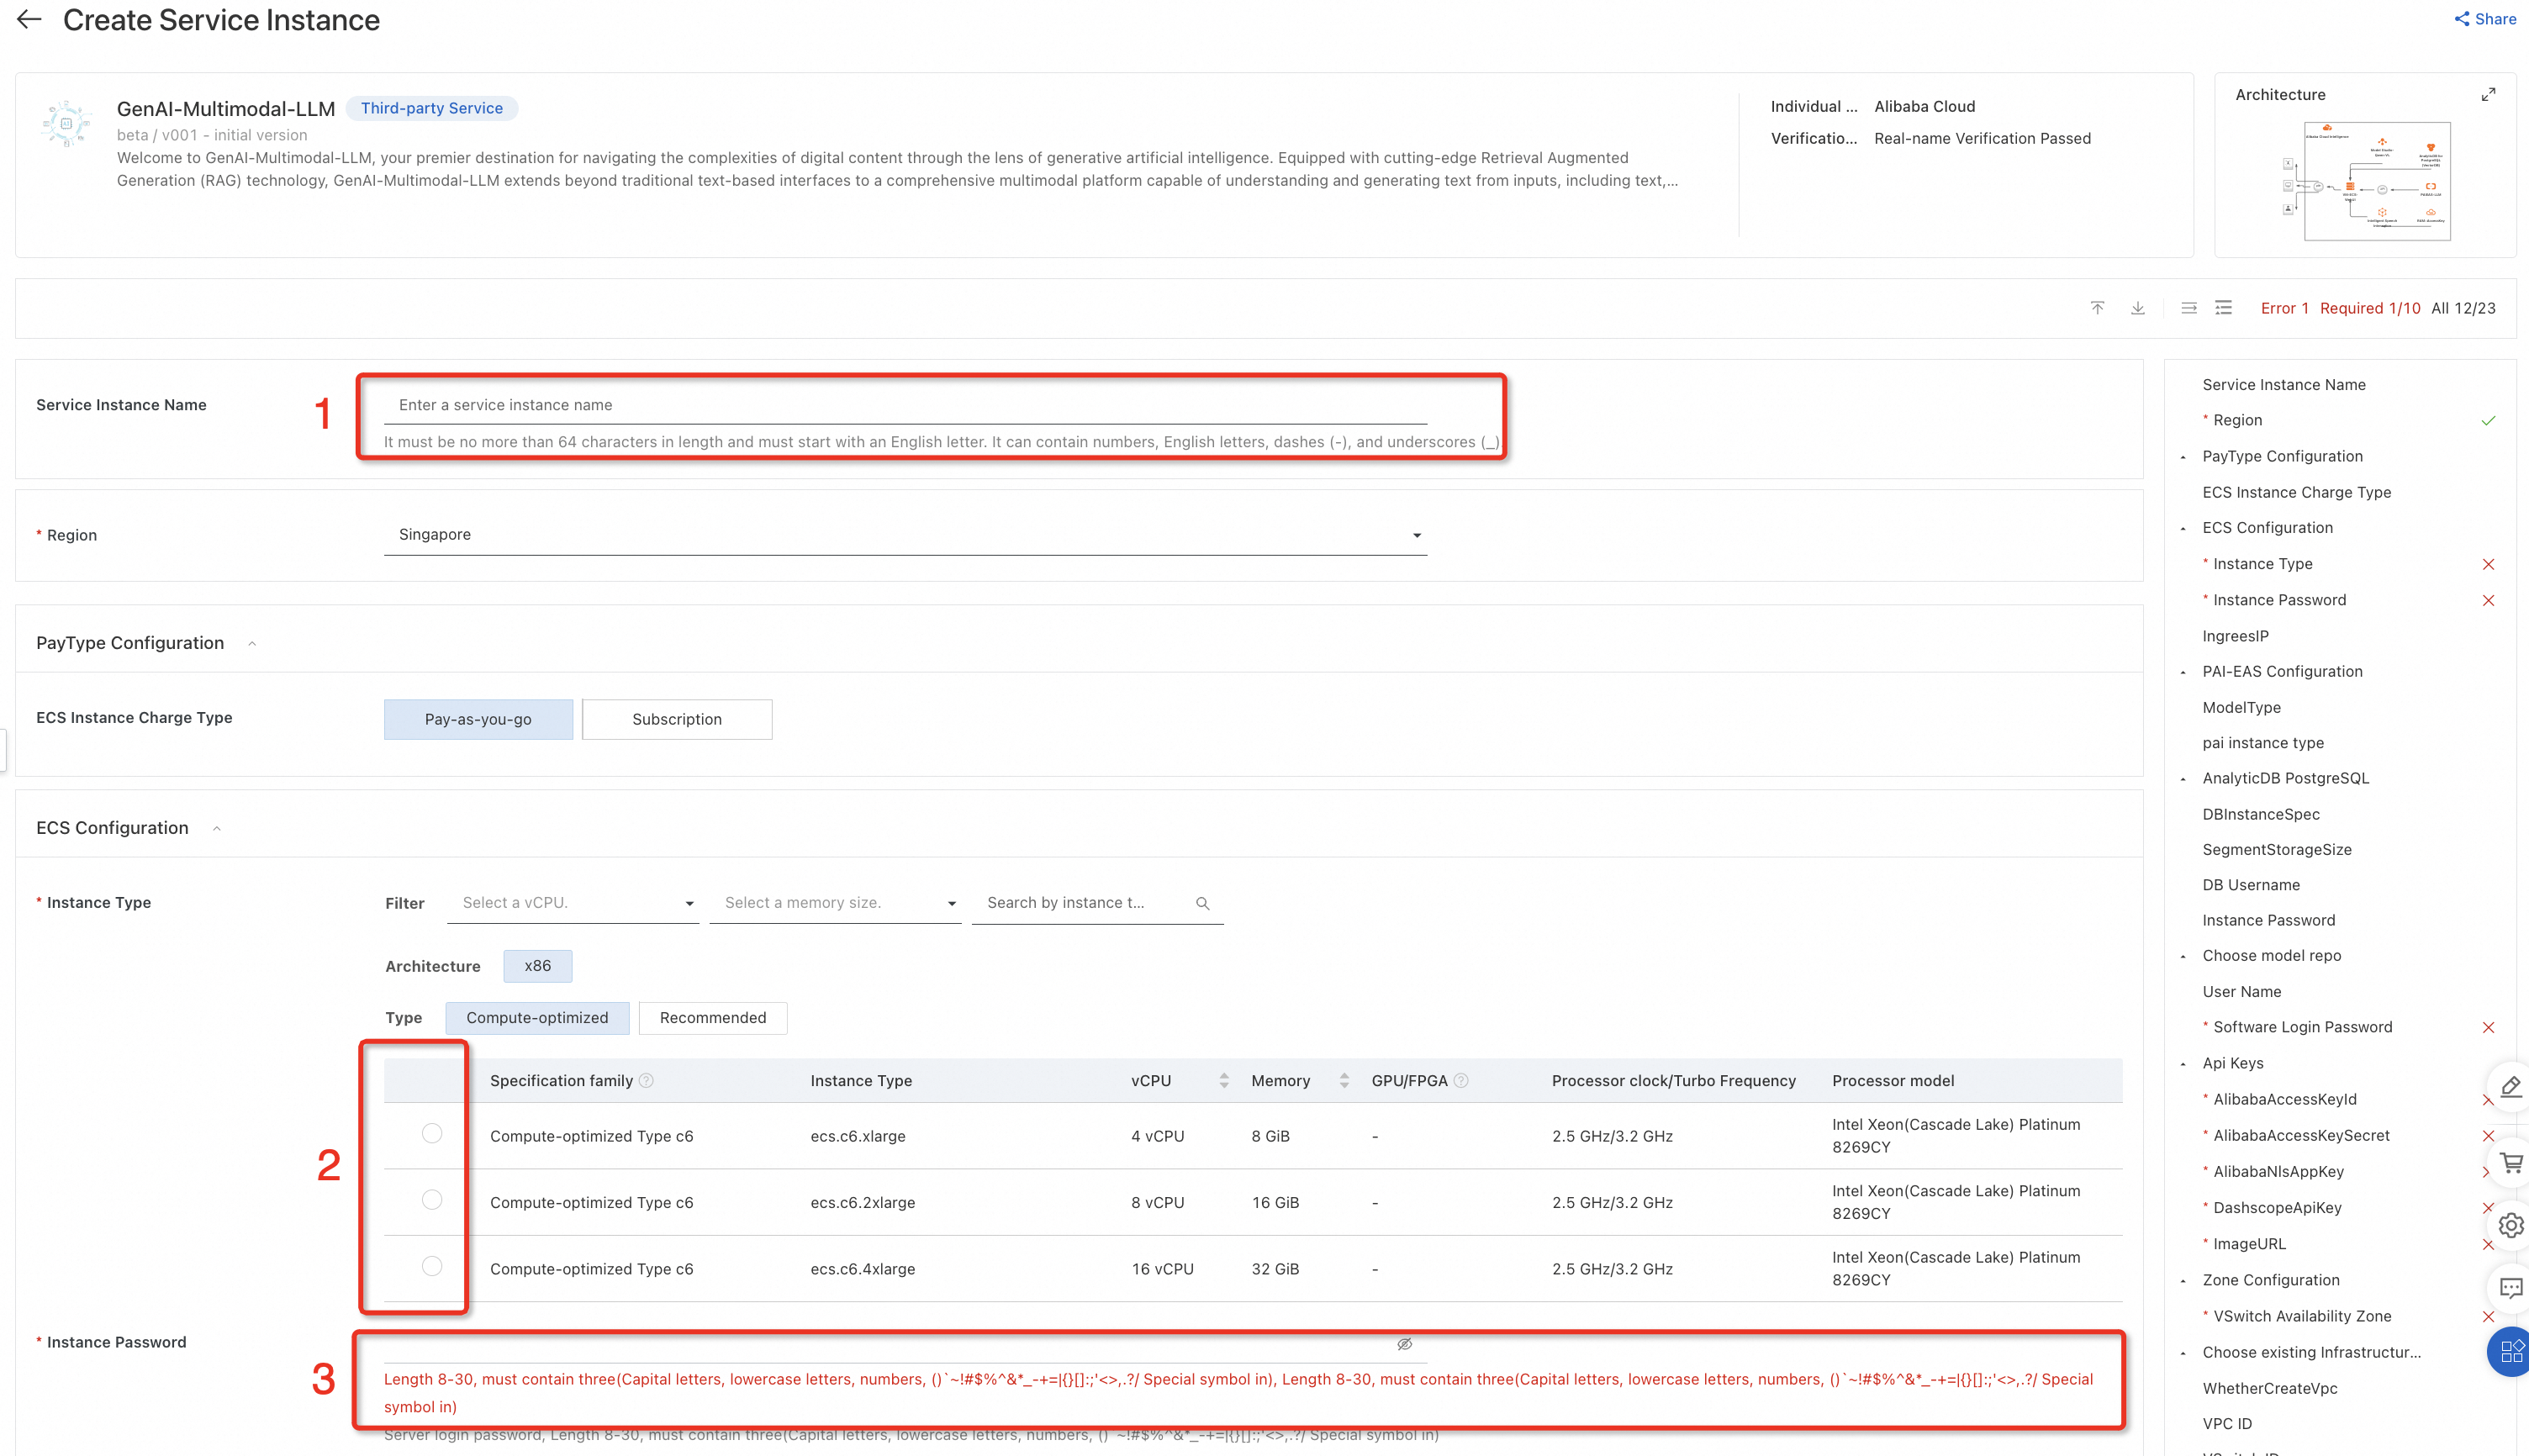 Create Service Instance
Share
GenAI-Multimodal-LLM
Third-party Service
beta / v001 - initial version
Welcome to GenAI-Multimodal-LLM, your premier destination for navigating the complexities of digital content through the lens of generative artificial intelligence. Equipped with cutting-edge Retrieval Augmented
Generation (RAG) technology, GenAI-Multimodal-LLM extends beyond traditional text-based interfaces to a comprehensive multimodal platform capable of understanding and generating text from inputs, including text,...
Individual ... Alibaba Cloud
Verificatio... Real-name Verification Passed
Architecture
Error 1 Required 1/10 All 12/23
Service Instance Name
1
Enter a service instance name
It must be no more than 64 characters in length and must start with an English letter. It can contain numbers, English letters, dashes (-), and underscores (_)
* Region
Singapore
PayType Configuration
ECS Instance Charge Type
Pay-as-you-go
Subscription
ECS Configuration
* Instance Type
Filter
Select a vCPU.
Select a memory size.
Search by instance t...
Architecture
x86
Type
Compute-optimized
Recommended
2
Specification family Instance Type vCPU Memory GPU/FPGA Processor clock/Turbo Frequency Processor model
Compute-optimized Type c6 ecs.c6.xlarge 4 vCPU 8 GiB - 2.5 GHz/3.2 GHz Intel Xeon(Cascade Lake) Platinum
8269CY
Compute-optimized Type c6 ecs.c6.2xlarge 8 vCPU 16 GiB - 2.5 GHz/3.2 GHz Intel Xeon(Cascade Lake) Platinum
8269CY
Compute-optimized Type c6 ecs.c6.4xlarge 16 vCPU 32 GiB - 2.5 GHz/3.2 GHz Intel Xeon(Cascade Lake) Platinum
8269CY
* Instance Password
3
Length 8-30, must contain three(Capital letters, lowercase letters, numbers, ()`~!#$%^&*_-+=|{}[]:;'<>,.?/ Special symbol in), Length 8-30, must contain three(Capital letters, lowercase letters, numbers, ()`~!#$%^&*_-+=|{}[]:;'<>,.?/ Special
symbol in)
Server login password, Length 8-30, must contain three(Capital letters, lowercase letters, numbers, ()`~!#$%^&*_-+=|{}[]:;'<>,.?/ Special symbol in)
Service Instance Name
* Region
PayType Configuration
ECS Instance Charge Type
ECS Configuration
* Instance Type
* Instance Password
IngreesIP
PAI-EAS Configuration
ModelType
pai instance type
AnalyticDB PostgreSQL
DBInstanceSpec
SegmentStorageSize
DB Username
Instance Password
Choose model repo
User Name
* Software Login Password
Api Keys
* AlibabaAccessKeyId
* AlibabaAccessKeySecret
* AlibabaNlsAppKey
* DashscopeApiKey
* ImageURL
Zone Configuration
* VSwitch Availability Zone
Choose existing Infrastructur...
WhetherCreateVpc
VPC ID